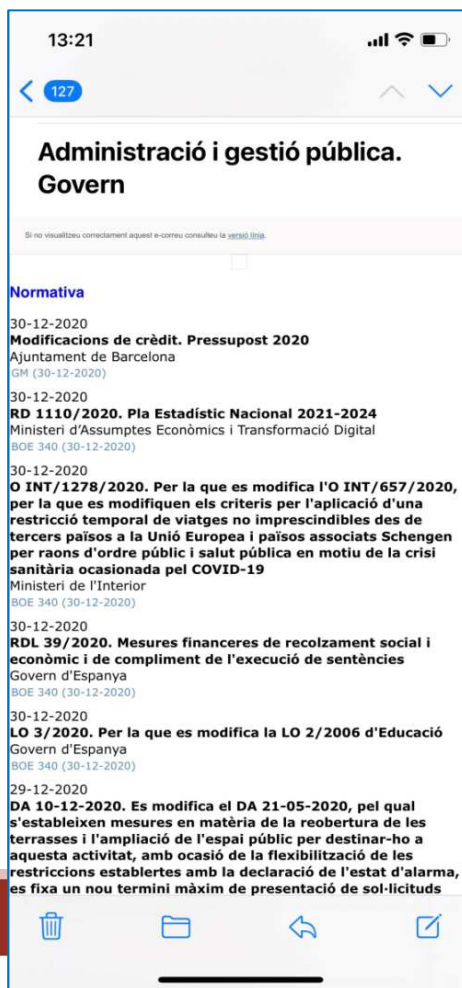 13:21
127
Administració i gestió pública.
Govern
Si no visualitzeu correctament aquest e-correu consulteu la versió línia.
Normativa
30-12-2020
Modificacions de crèdit. Pressupost 2020
Ajuntament de Barcelona
GM (30-12-2020)
30-12-2020
RD 1110/2020. Pla Estadístic Nacional 2021-2024
Ministeri d'Assumptes Econòmics i Transformació Digital
BOE 340 (30-12-2020)
30-12-2020
O INT/1278/2020. Per la que es modifica l'O INT/657/2020,
per la que es modifiquen els criteris per l'aplicació d'una
restricció temporal de viatges no imprescindibles des de
tercers països a la Unió Europea i països associats Schengen
per raons d'ordre públic i salut pública en motiu de la crisi
sanitària ocasionada pel COVID-19
Ministeri de l'Interior
BOE 340 (30-12-2020)
30-12-2020
RDL 39/2020. Mesures financeres de recolzament social i
econòmic i de compliment de l'execució de sentències
Govern d'Espanya
BOE 340 (30-12-2020)
30-12-2020
LO 3/2020. Per la que es modifica la LO 2/2006 d'Educació
Govern d'Espanya
BOE 340 (30-12-2020)
29-12-2020
DA 10-12-2020. Es modifica el DA 21-05-2020, pel qual
s'estableixen mesures en matèria de la reobertura de les
terrasses i l'ampliació de l'espai públic per destinar-ho a
aquesta activitat, amb ocasió de la flexibilització de les
restriccions establertes amb la declaració de l'estat d'alarma,
es fixa un nou termini màxim de presentació de sol·licituds